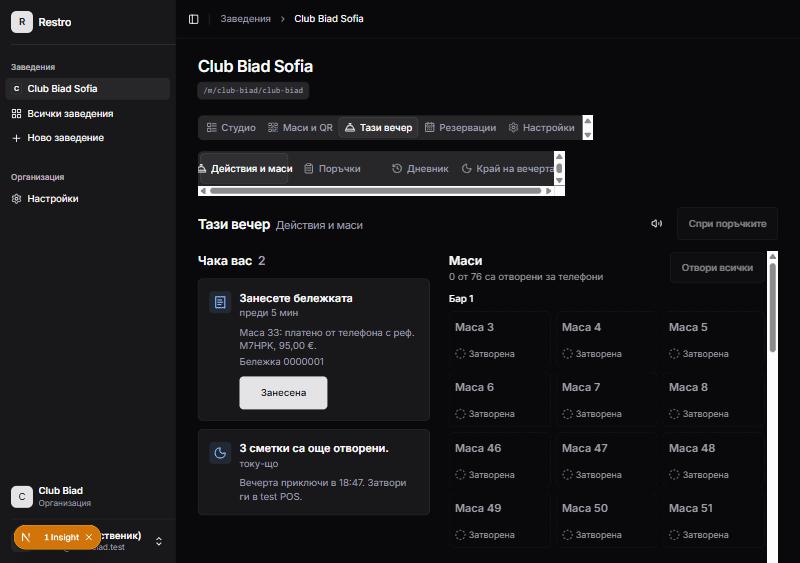 R Restro
Заведения
Club Biad Sofia
Заведения
C Club Biad Sofia
Всички заведения
Ново заведение
Организация
Настройки
Club Biad Sofia
/m/club-biad/club-biad
Студио
Маси и QR
Тази вечер
Резервации
Настройки
Действия и маси
Поръчки
Дневник
Край на вечерта
Тази вечер Действия и маси
Спри поръчките
Чака вас 2
Занесете бележката
преди 5 мин
Маса 33: платено от телефона с реф.
M7HPK, 95,00 €.
Бележка 0000001
Занесена
3 сметки са още отворени.
току-що
Вечерта приключи в 18:47. Затвори
ги в test POS.
Маси
0 от 76 са отворени за телефони
Отвори всички
Бар 1
Маса 3
Маса 4
Маса 5
Затворена
Затворена
Затворена
Маса 6
Маса 7
Маса 8
Затворена
Затворена
Затворена
Маса 46
Маса 47
Маса 48
Затворена
Затворена
Затворена
Маса 49
Маса 50
Маса 51
Затворена
Затворена
Затворена
C Club Biad
Организация
N 1 Insight